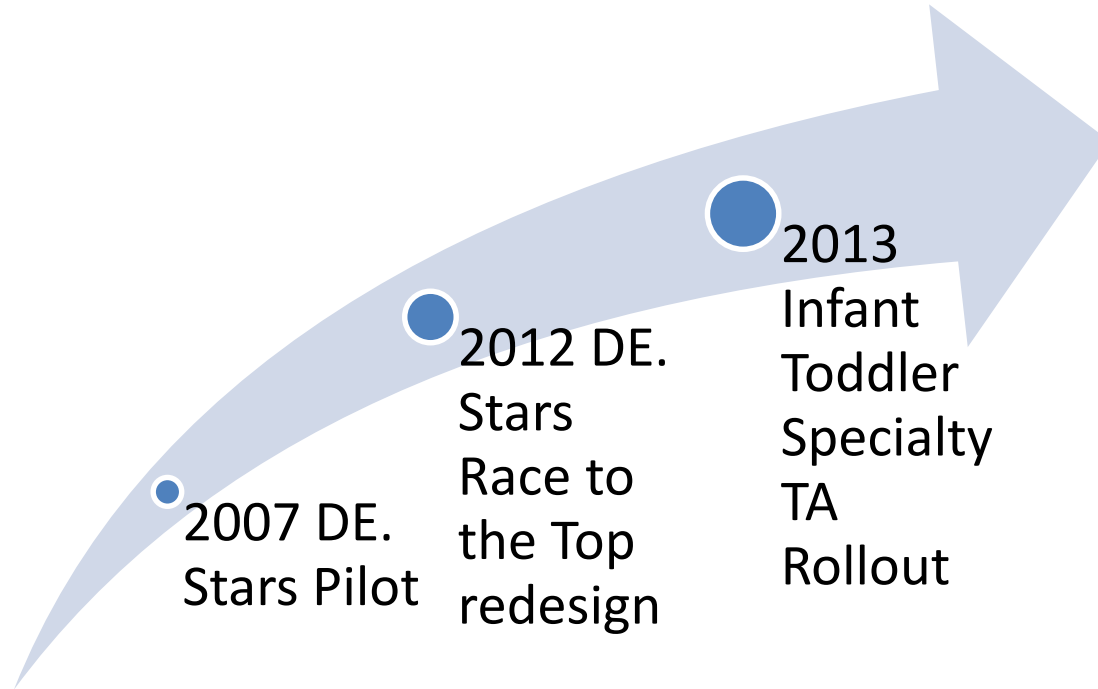 2007 DE.
Stars Pilot
2012 DE.
Stars
Race to
the Top
redesign
2013
Infant
Toddler
Specialty
TA
Rollout